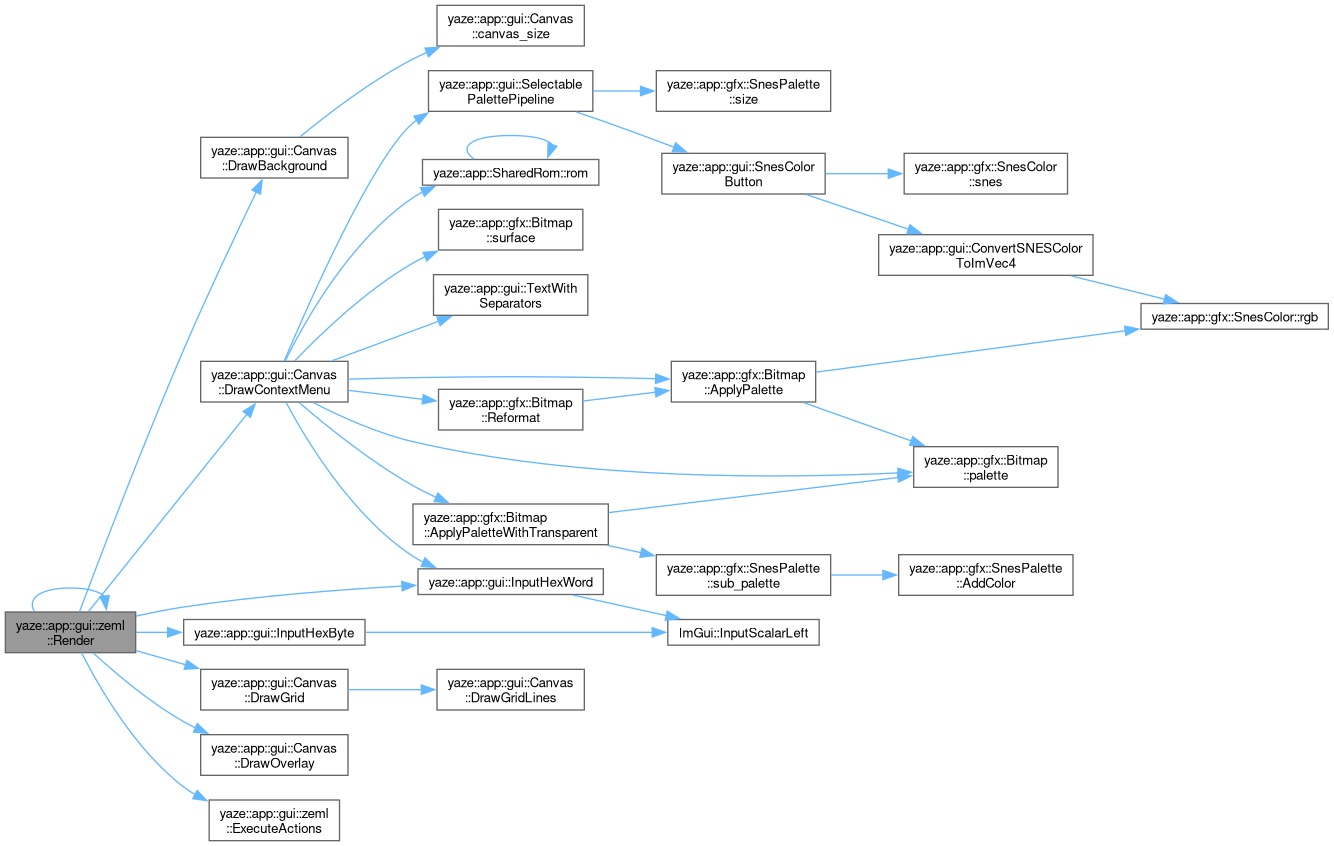 yaze::app::gui::Canvas
::canvas_size
yaze::app::gui::Selectable
PalettePipeline
yaze::app::gfx::SnesPalette
::size
yaze::app::gui::Canvas
::DrawBackground
yaze::app::SharedRom::rom
yaze::app::gui::SnesColor
Button
yaze::app::gfx::SnesColor
::snes
yaze::app::gfx::Bitmap
::surface
yaze::app::gui::ConvertSNESColor
ToImVec4
yaze::app::gui::TextWith
Separators
yaze::app::gfx::SnesColor::rgb
yaze::app::gui::Canvas
::DrawContextMenu
yaze::app::gfx::Bitmap
::ApplyPalette
yaze::app::gfx::Bitmap
::Reformat
yaze::app::gfx::Bitmap
::palette
yaze::app::gfx::Bitmap
::ApplyPaletteWithTransparent
yaze::app::gui::InputHexWord
yaze::app::gfx::SnesPalette
::sub_palette
yaze::app::gfx::SnesPalette
::AddColor
yaze::app::gui::zeml
::Render
yaze::app::gui::InputHexByte
ImGui::InputScalarLeft
yaze::app::gui::Canvas
::DrawGrid
yaze::app::gui::Canvas
::DrawGridLines
yaze::app::gui::Canvas
::DrawOverlay
yaze::app::gui::zeml
::ExecuteActions